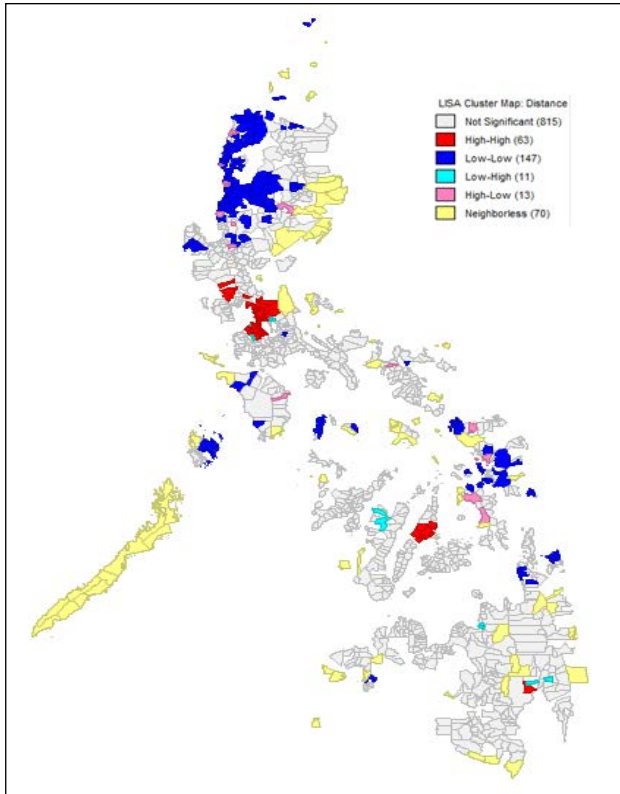 LISA Cluster Map: Distance
Not Significant (815)
High-High (63)
Low-Low (147)
Low-High (11)
High-Low (13)
Neighborless (70)